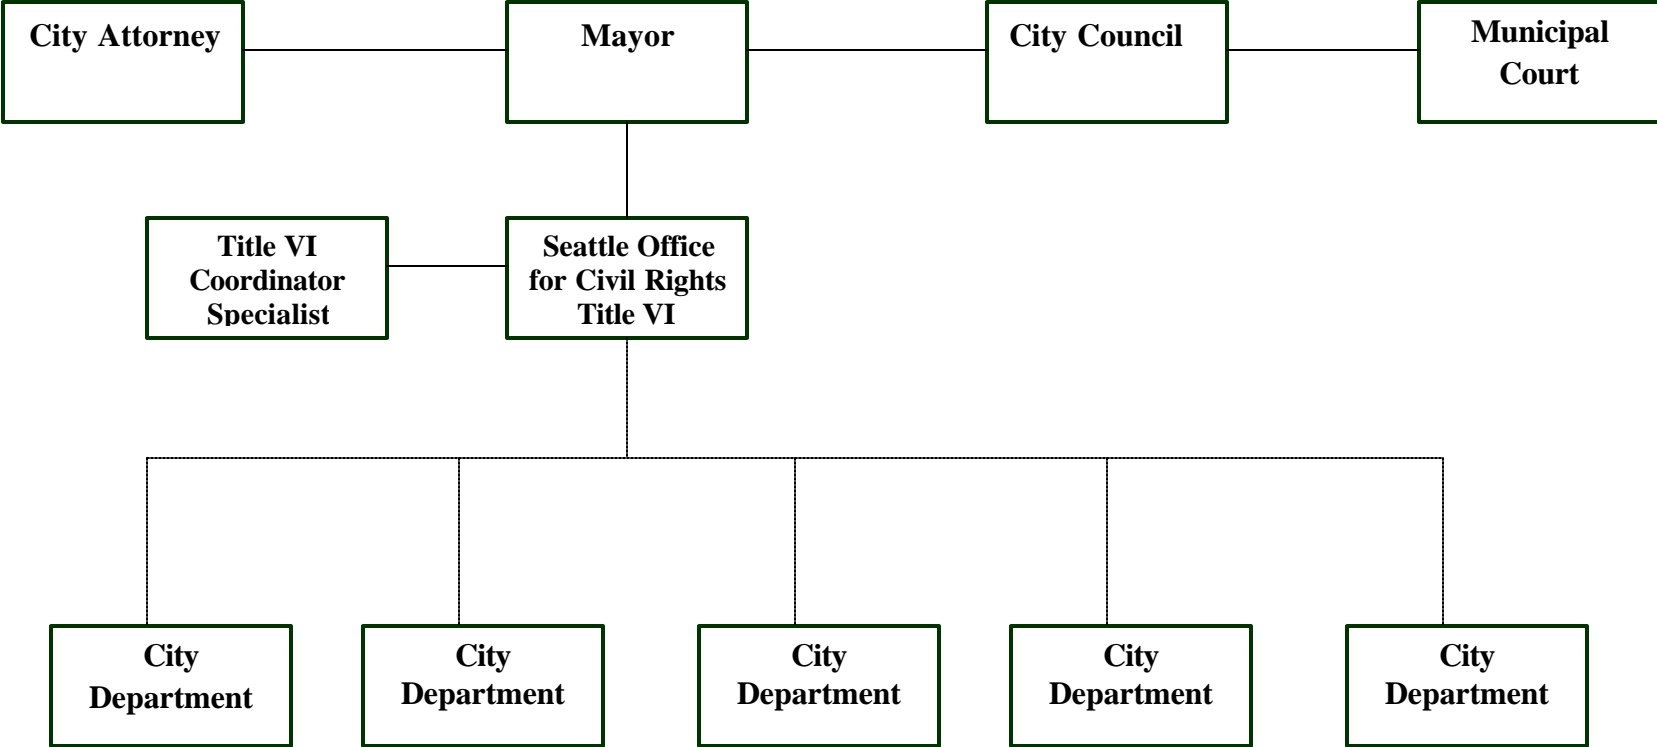 City Attorney
Mayor
City Council
Municipal
Court
Title VI
Coordinator
Specialist
Seattle Office
for Civil Rights
Title VI
City
Department
City
Department
City
Department
City
Department
City
Department